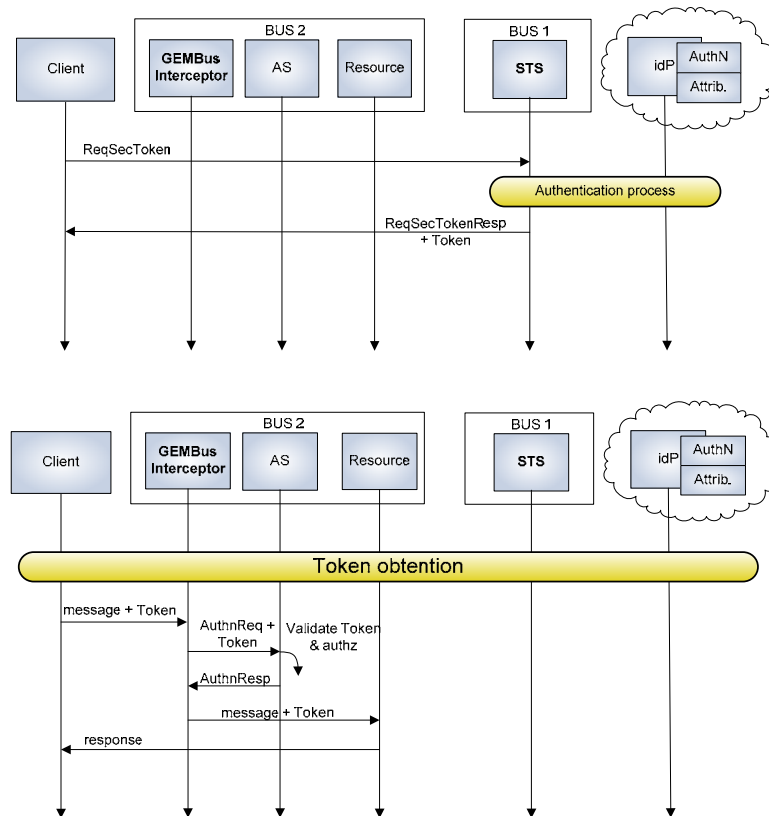 BUS 2
BUS 1
Client
GEMBus
Interceptor
AS
Resource
STS
idP
AuthN
Attrib.
ReqSecToken
Authentication process
ReqSecTokenResp
+ Token
BUS 2
BUS 1
Client
GEMBus
Interceptor
AS
Resource
STS
idP
AuthN
Attrib.
Token obtention
message + Token
AuthnReq +
Token
Validate Token
& authz
AuthnResp
message + Token
response